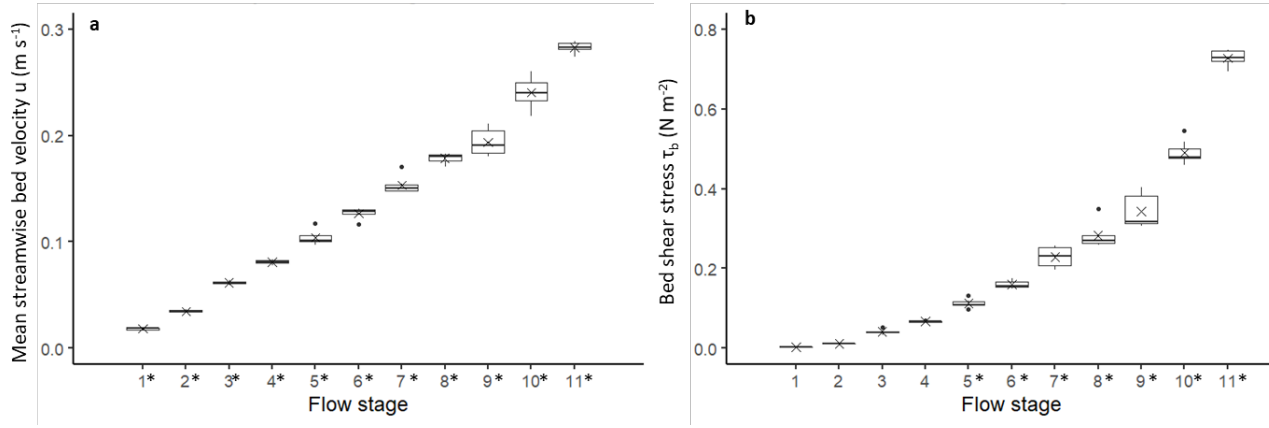 a
Mean streamwise bed velocity u (m s⁻¹)
0.3
0.2
0.1
0.0
1* 2* 3* 4* 5* 6* 7* 8* 9* 10* 11*
Flow stage
b
Bed shear stress τ_b (N m⁻²)
0.8
0.6
0.4
0.2
0.0
1 2 3 4 5* 6* 7* 8* 9* 10* 11*
Flow stage